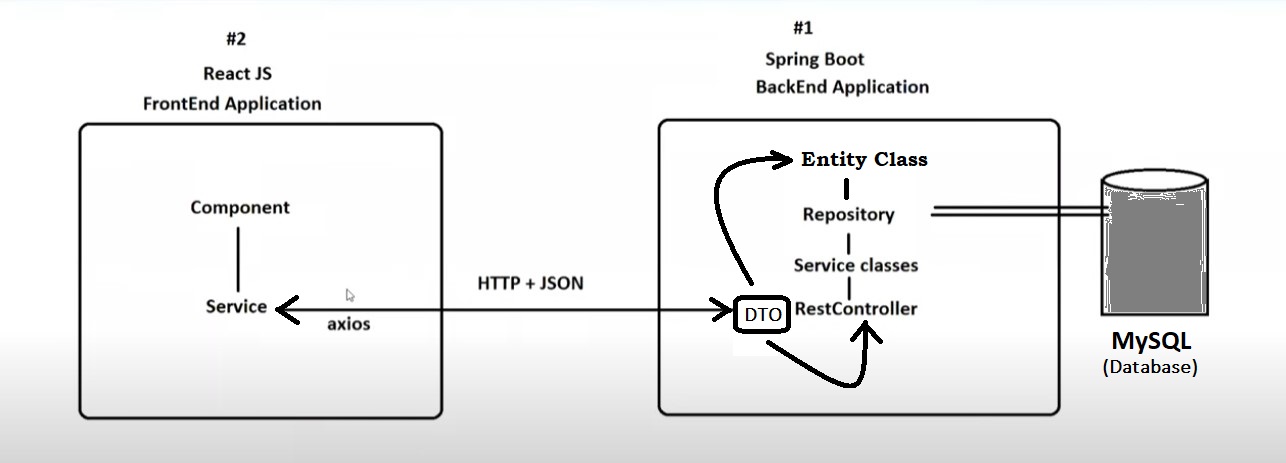 #2
React JS
FrontEnd Application
Component
Service
axios
HTTP + JSON
#1
Spring Boot
BackEnd Application
Entity Class
Repository
Service classes
DTO
RestController
MySQL
(Database)